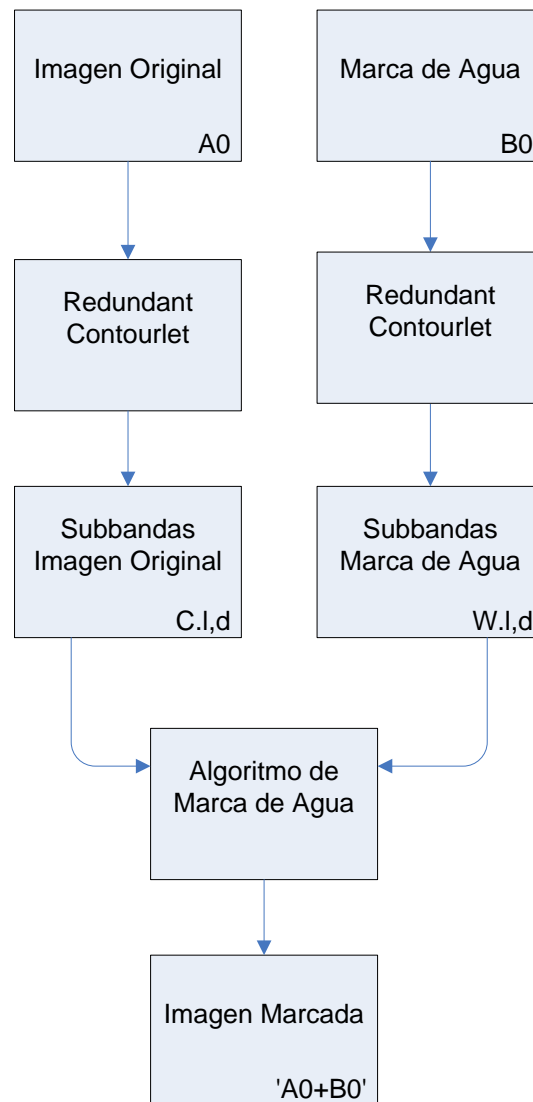 Imagen Original
A0
Marca de Agua
B0
Redundant
Contourlet
Redundant
Contourlet
Subbandas
Imagen Original
C.l,d
Subbandas
Marca de Agua
W.l,d
Algoritmo de
Marca de Agua
Imagen Marcada
'A0+B0'